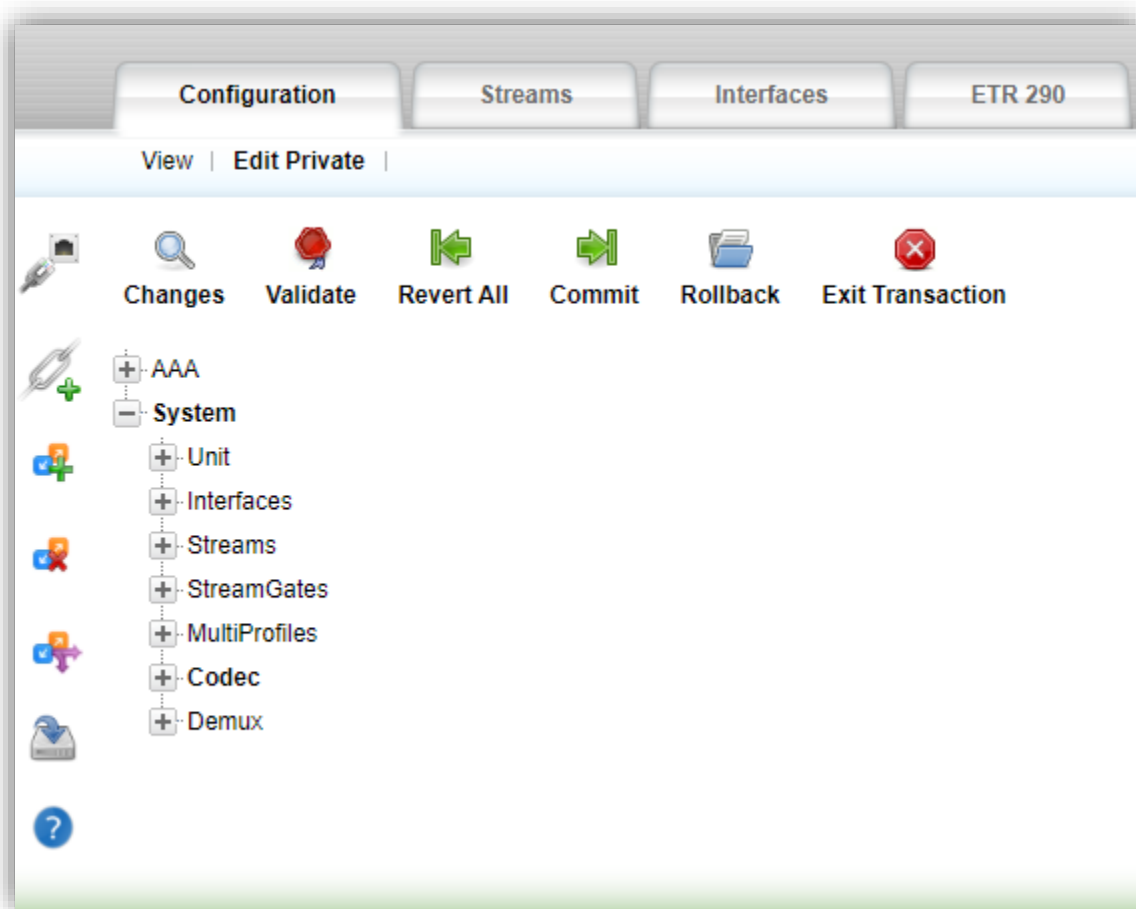 Configuration Streams Interfaces ETR 290
View | Edit Private |
Changes Validate Revert All Commit Rollback Exit Transaction
AAA
System
Unit
Interfaces
Streams
StreamGates
MultiProfiles
Codec
Demux